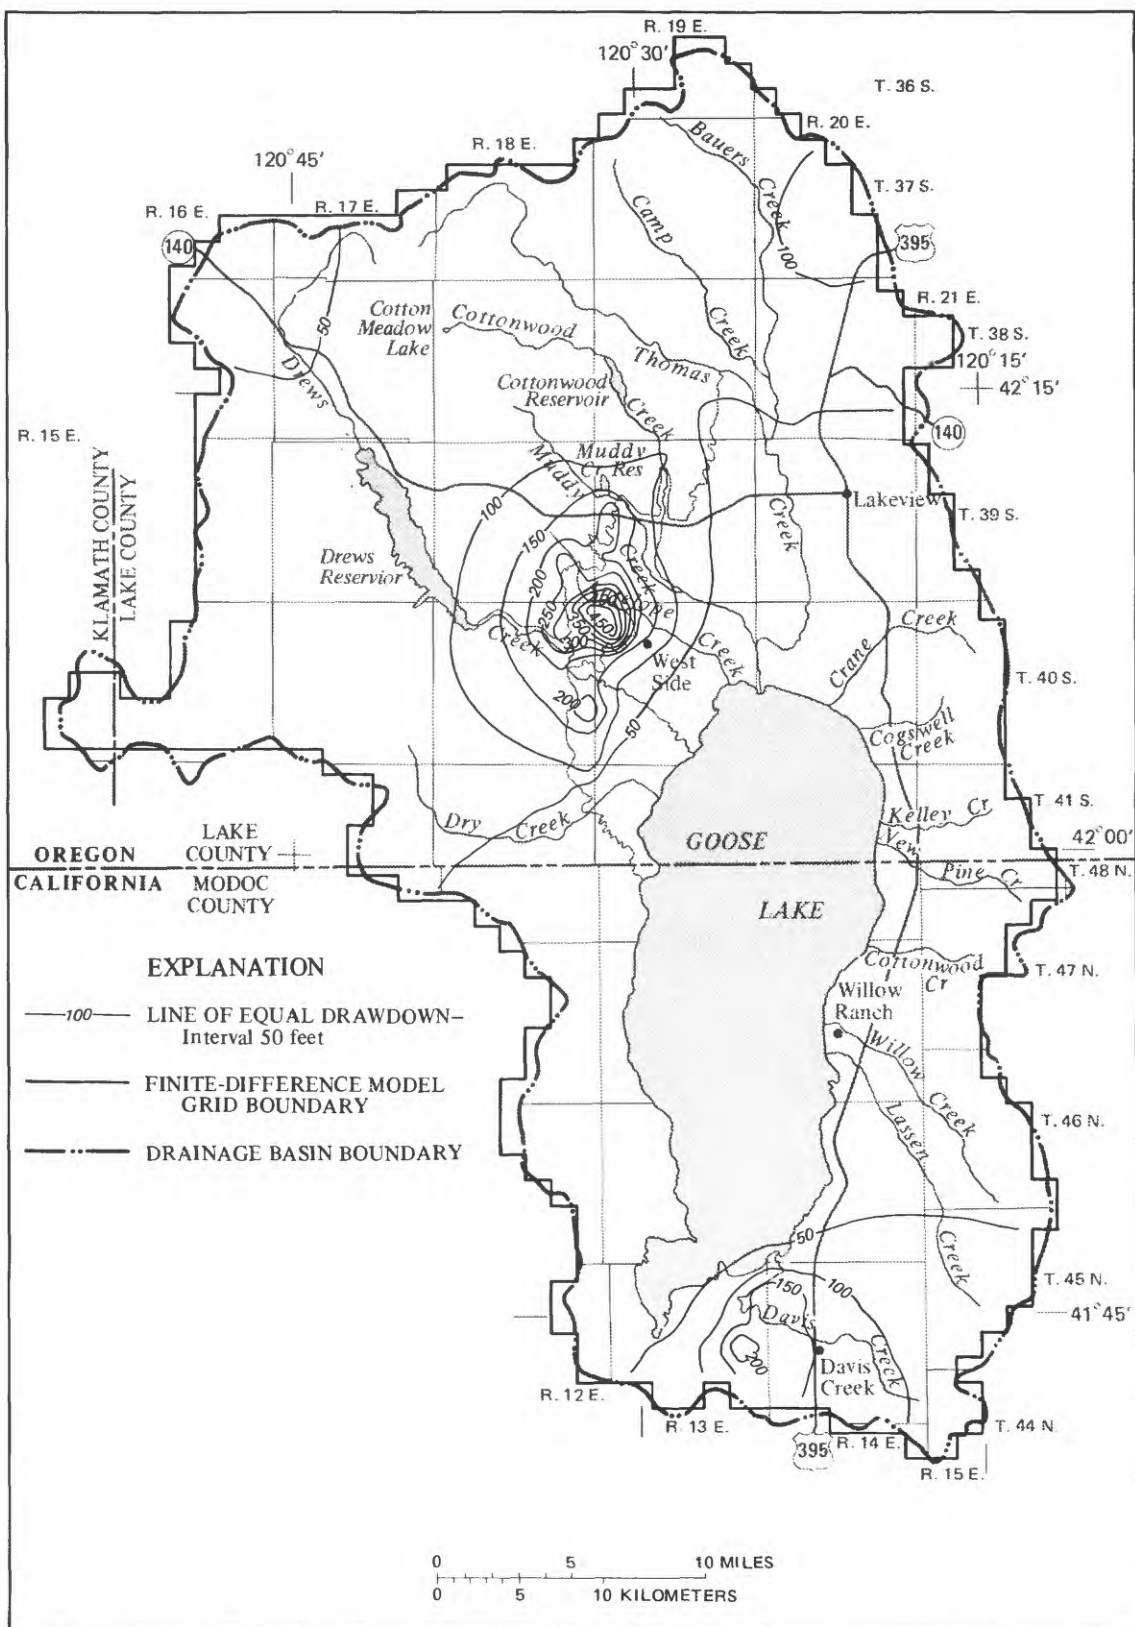 R. 19 E.
120°30′
T. 36 S.
R. 20 E.
Bauers
Creek
R. 18 E.
120°45′
T. 37 S.
Camp
Creek
R. 16 E.
R. 17 E.
140
395
100
R. 21 E.
50
Cotton
Meadow
Lake
Cottonwood
Creek
T. 38 S.
120°15′
42°15′
Thomas
Creek
Drews
Creek
Cottonwood
Reservoir
R. 15 E.
140
Muddy
Cr Res
Muddy
Creek
100
Lakeview
T. 39 S.
KLAMATH COUNTY
LAKE COUNTY
150
Drews
Reservior
200
250
450
350
300
West
Side
Creek
Crane
Creek
T. 40 S.
200
50
Cogswell
Creek
T. 41 S.
Dry
Creek
Kelley Cr
LAKE
COUNTY
OREGON
GOOSE
LAKE
New
Pine Cr
42°00′
CALIFORNIA
MODOC
COUNTY
T. 48 N.
EXPLANATION
Cottonwood
Cr
T. 47 N.
100
LINE OF EQUAL DRAWDOWN–
Interval 50 feet
Willow
Ranch
Willow
Creek
FINITE-DIFFERENCE MODEL
GRID BOUNDARY
Lassen
Creek
T. 46 N.
DRAINAGE BASIN BOUNDARY
50
T. 45 N.
150
100
Davis
Creek
41°45′
200
Davis
Creek
R. 12 E.
R. 13 E.
T. 44 N.
395
R. 14 E.
R. 15 E.
0 5 10 MILES
0 5 10 KILOMETERS